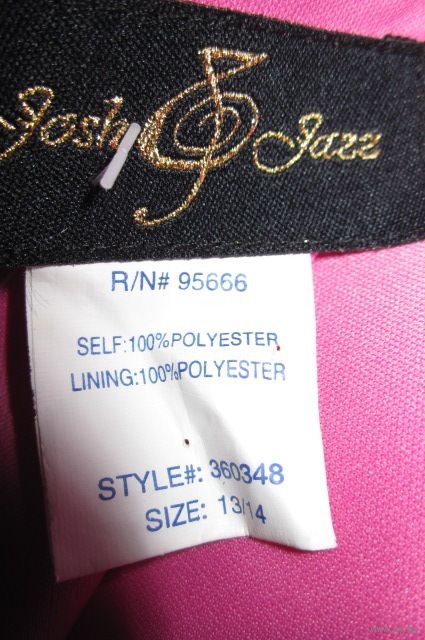 Josh & Jazz
R/N# 95666
SELF:100%POLYESTER
LINING:100%POLYESTER
STYLE#: 360348
SIZE: 13/14